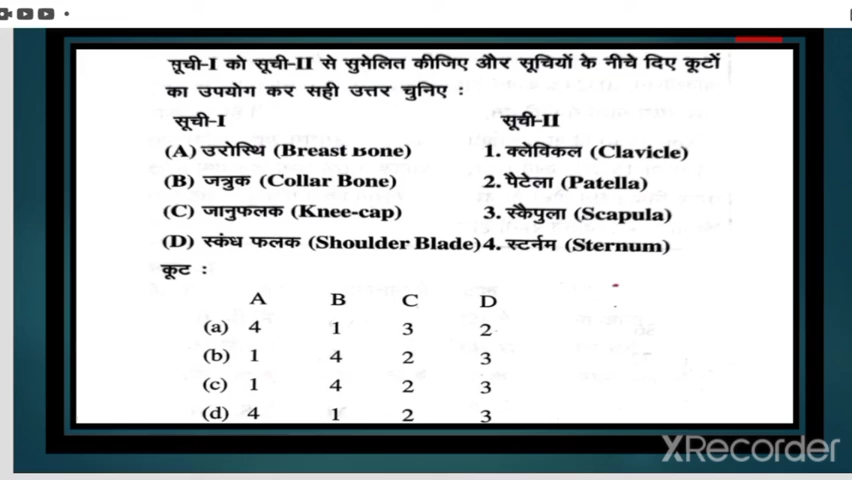 सूची-I को सूची-II से सुमेलित कीजिए और सूचियों के नीचे दिए कूटों
का उपयोग कर सही उत्तर चुनिए :
सूची-I सूची-II
(A) उरोस्थि (Breast Bone) 1. क्लेविकल (Clavicle)
(B) जत्रुक (Collar Bone) 2. पैटेला (Patella)
(C) जानुफलक (Knee-cap) 3. स्कैपुला (Scapula)
(D) स्कंध फलक (Shoulder Blade) 4. स्टर्नम (Sternum)
कूट :
A B C D
(a) 4 1 3 2
(b) 1 4 2 3
(c) 1 4 2 3
(d) 4 1 2 3
XRecorder